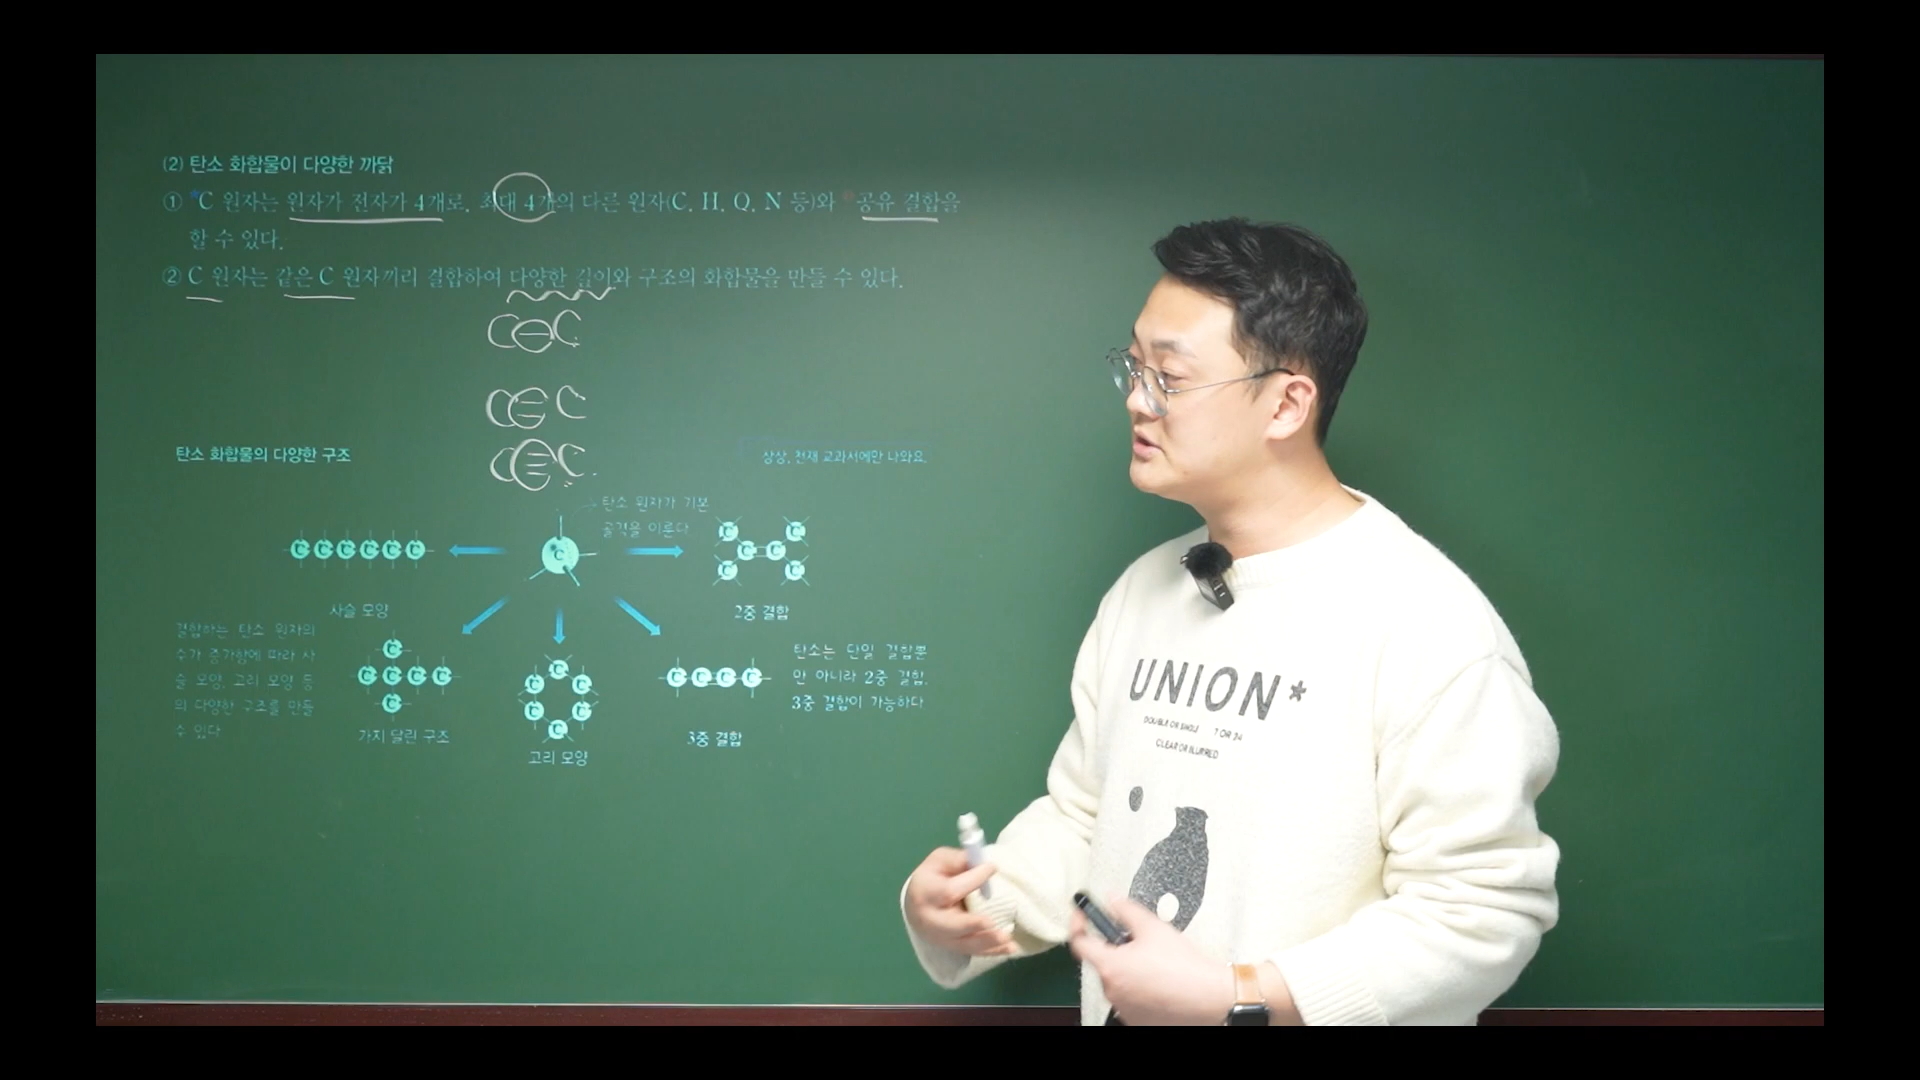 (2) 탄소 화합물이 다양한 까닭
① *C 원자는 원자가 전자가 4개로, 최대 4개의 다른 원자(C, H, O, N 등)와 공유 결합을
할 수 있다.
② C 원자는 같은 C 원자끼리 결합하여 다양한 길이와 구조의 화합물을 만들 수 있다.
C-C
C=C
C≡C
탄소 화합물의 다양한 구조
상상, 천재 교과서에만 나와요.
탄소 원자가 기본
골격을 이룬다.
C C C C C C
사슬 모양
C
C C
C C
C C
2중 결합
결합하는 탄소 원자의
수가 증가함에 따라 사
슬 모양, 고리 모양 등
의 다양한 구조를 만들
수 있다.
C
C C C C
C
가지 달린 구조
C
C C
C C
C
고리 모양
C C C C
3중 결합
탄소는 단일 결합뿐
만 아니라 2중 결합,
3중 결합이 가능하다.
UNION*
DOUBLE OR SINGLE 7 OR 34
CLEAR OR BLURRED